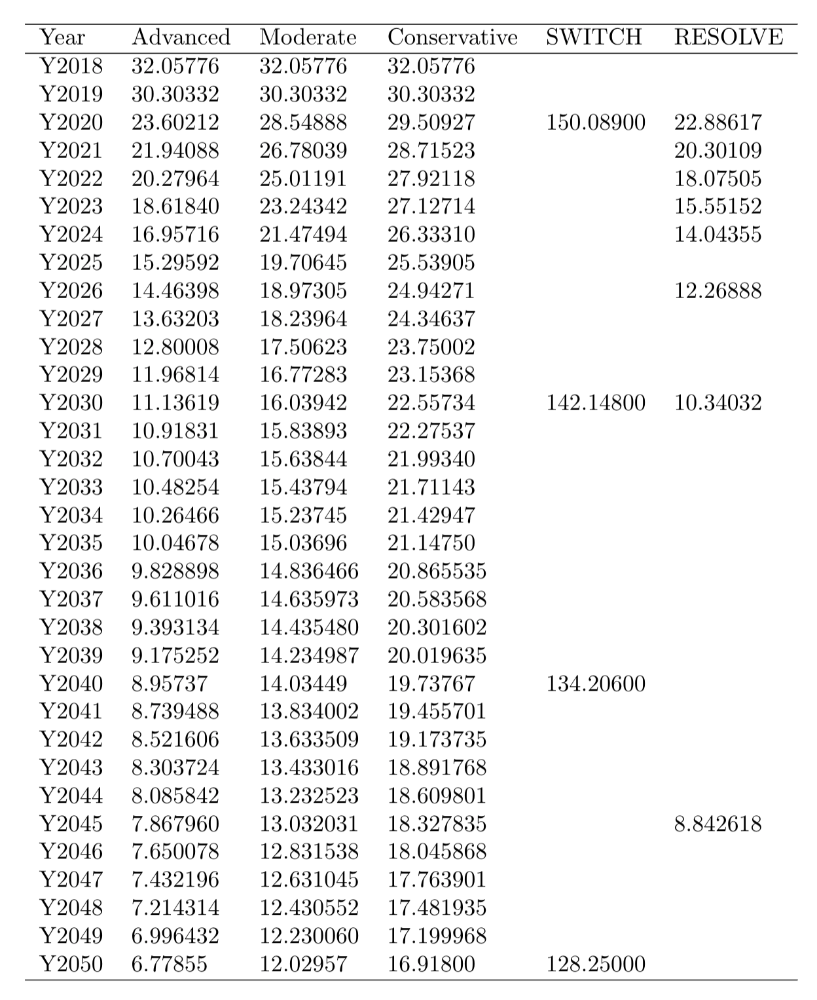 Year Advanced Moderate Conservative SWITCH RESOLVE
Y2018 32.05776 32.05776 32.05776
Y2019 30.30332 30.30332 30.30332
Y2020 23.60212 28.54888 29.50927 150.08900 22.88617
Y2021 21.94088 26.78039 28.71523 20.30109
Y2022 20.27964 25.01191 27.92118 18.07505
Y2023 18.61840 23.24342 27.12714 15.55152
Y2024 16.95716 21.47494 26.33310 14.04355
Y2025 15.29592 19.70645 25.53905
Y2026 14.46398 18.97305 24.94271 12.26888
Y2027 13.63203 18.23964 24.34637
Y2028 12.80008 17.50623 23.75002
Y2029 11.96814 16.77283 23.15368
Y2030 11.13619 16.03942 22.55734 142.14800 10.34032
Y2031 10.91831 15.83893 22.27537
Y2032 10.70043 15.63844 21.99340
Y2033 10.48254 15.43794 21.71143
Y2034 10.26466 15.23745 21.42947
Y2035 10.04678 15.03696 21.14750
Y2036 9.828898 14.836466 20.865535
Y2037 9.611016 14.635973 20.583568
Y2038 9.393134 14.435480 20.301602
Y2039 9.175252 14.234987 20.019635
Y2040 8.95737 14.03449 19.73767 134.20600
Y2041 8.739488 13.834002 19.455701
Y2042 8.521606 13.633509 19.173735
Y2043 8.303724 13.433016 18.891768
Y2044 8.085842 13.232523 18.609801
Y2045 7.867960 13.032031 18.327835 8.842618
Y2046 7.650078 12.831538 18.045868
Y2047 7.432196 12.631045 17.763901
Y2048 7.214314 12.430552 17.481935
Y2049 6.996432 12.230060 17.199968
Y2050 6.77855 12.02957 16.91800 128.25000